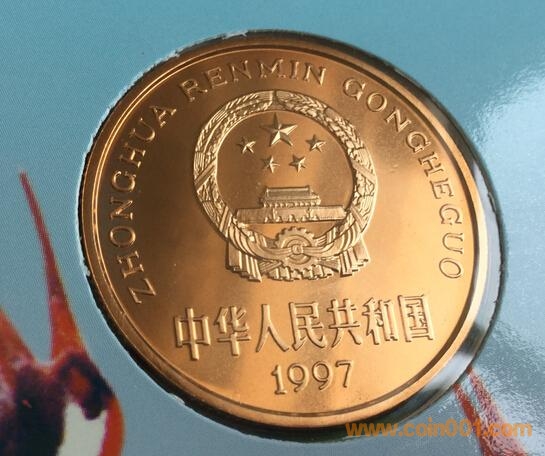 ZHONGHUA RENMIN GONGHEGUO
中华人民共和国
1997
www.coin001.com